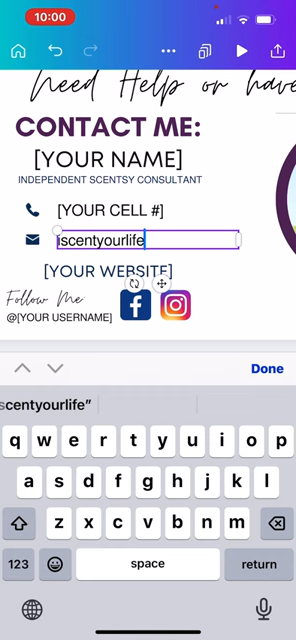 10:00
Need Help or have
CONTACT ME:
[YOUR NAME]
INDEPENDENT SCENTSY CONSULTANT
[YOUR CELL #]
iscentyourlife
[YOUR WEBSITE]
Follow Me
@[YOUR USERNAME]
Done
scentyourlife”
q w e r t y u i o p
a s d f g h j k l
z x c v b n m
123 space return